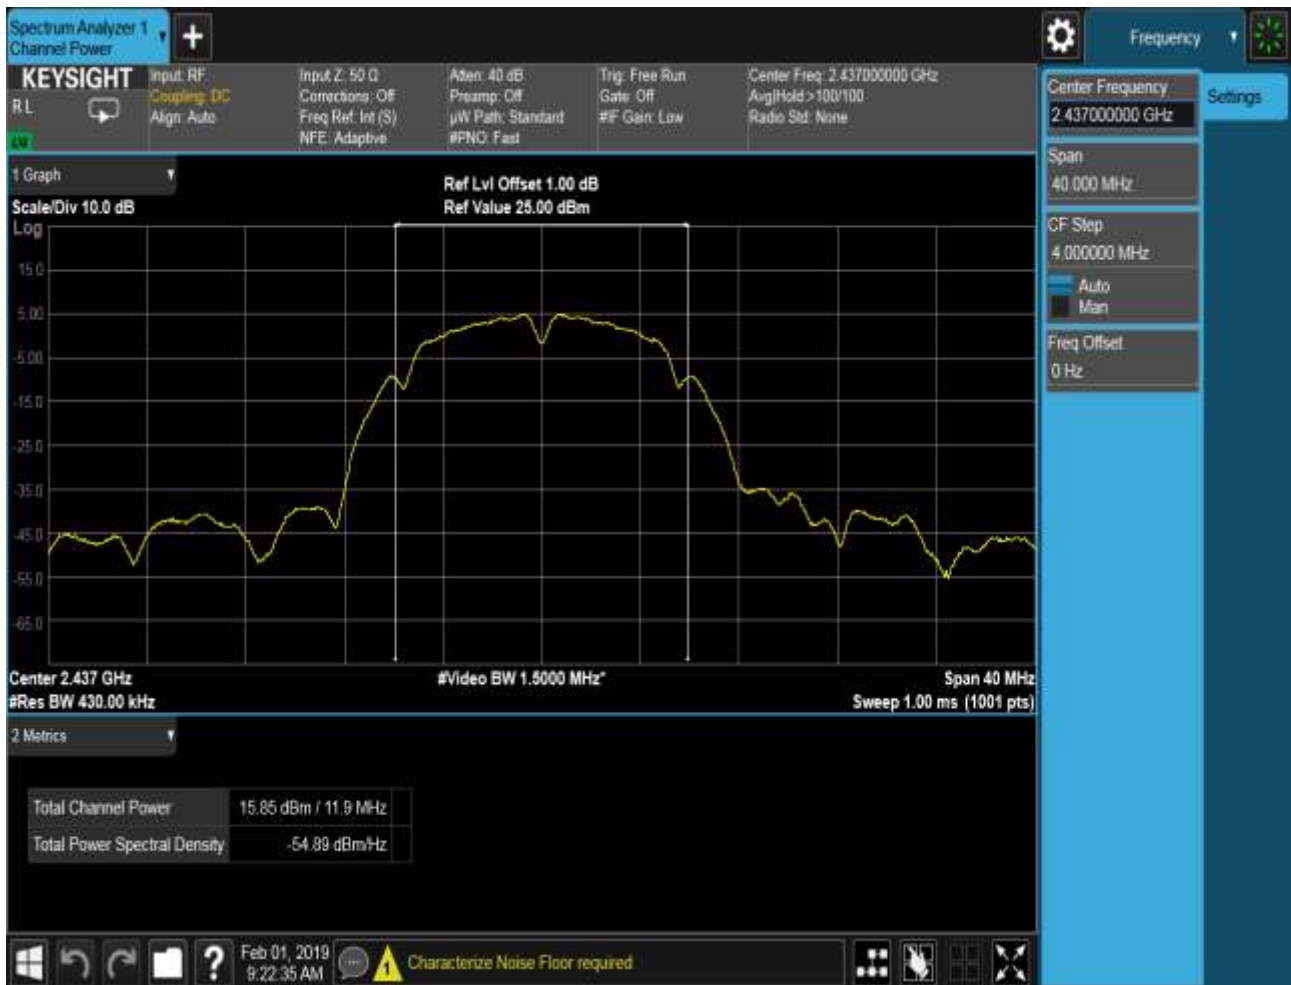 Spectrum Analyzer 1
Channel Power
Frequency
KEYSIGHT
R L
Input: RF
Coupling: DC
Align: Auto
Input Z: 50 Ω
Corrections: Off
Freq Ref: Int (S)
NFE: Adaptive
Atten: 40 dB
Preamp: Off
µW Path: Standard
#PNO: Fast
Trig: Free Run
Gate: Off
#IF Gain: Low
Center Freq: 2.437000000 GHz
Avg|Hold:>100/100
Radio Std: None
Center Frequency
2.437000000 GHz
Settings
Span
40.000 MHz
CF Step
4.000000 MHz
Auto
Man
Freq Offset
0 Hz
1 Graph
Scale/Div 10.0 dB
Ref Lvl Offset 1.00 dB
Ref Value 25.00 dBm
Log
15.0
5.00
-5.00
-15.0
-25.0
-35.0
-45.0
-55.0
-65.0
Center 2.437 GHz
#Video BW 1.5000 MHz*
Span 40 MHz
#Res BW 430.00 kHz
Sweep 1.00 ms (1001 pts)
2 Metrics
Total Channel Power 15.85 dBm / 11.9 MHz
Total Power Spectral Density -54.89 dBm/Hz
?
Feb 01, 2019
9:22:35 AM
1
Characterize Noise Floor required